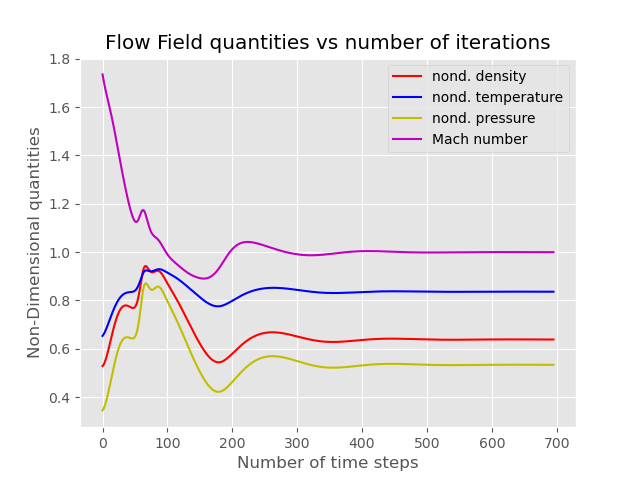 Flow Field quantities vs number of iterations
nond. density
nond. temperature
nond. pressure
Mach number
Non-Dimensional quantities
1.8
1.6
1.4
1.2
1.0
0.8
0.6
0.4
0 100 200 300 400 500 600 700
Number of time steps